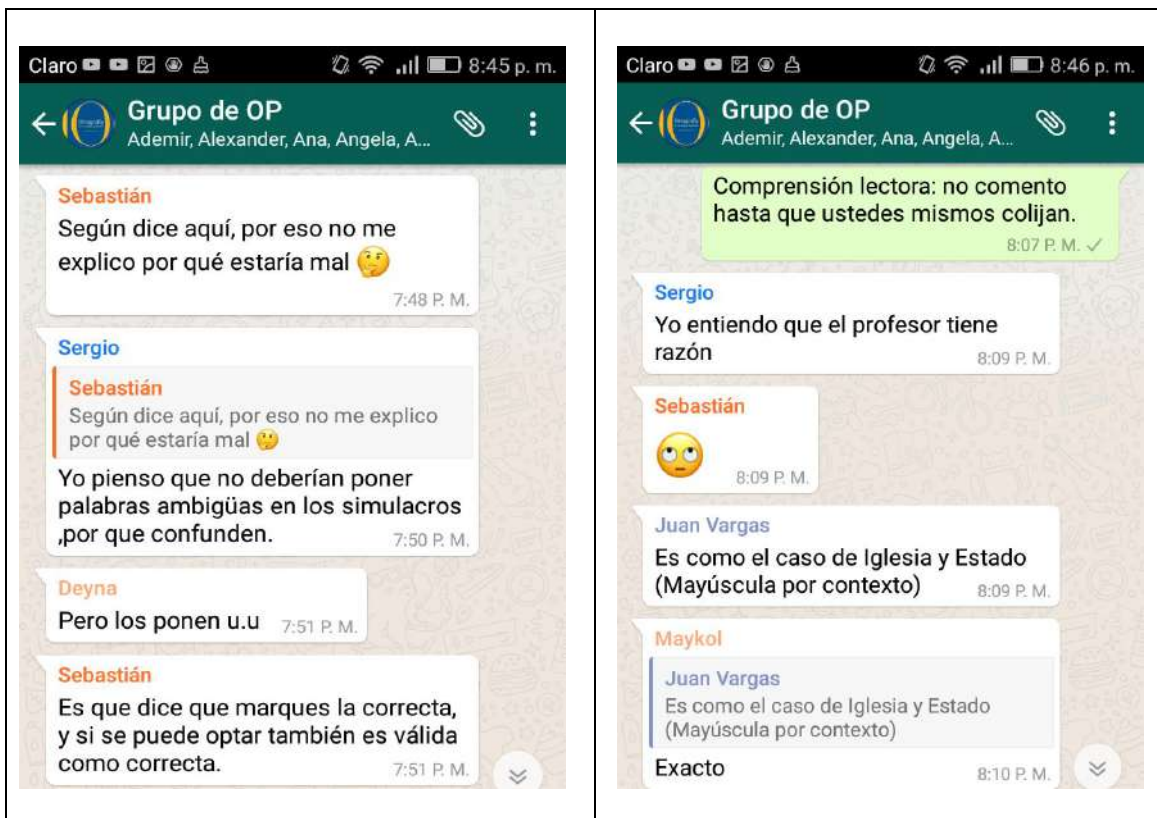 Claro 8:45 p. m.
Grupo de OP
Ademir, Alexander, Ana, Angela, A...
Sebastián
Según dice aquí, por eso no me
explico por qué estaría mal 🤔
7:48 P. M.
Sergio
Sebastián
Según dice aquí, por eso no me explico
por qué estaría mal 🤔
Yo pienso que no deberían poner
palabras ambigüas en los simulacros
,por que confunden.
7:50 P. M.
Deyna
Pero los ponen u.u
7:51 P. M.
Sebastián
Es que dice que marques la correcta,
y si se puede optar también es válida
como correcta.
7:51 P. M.
Claro 8:46 p. m.
Grupo de OP
Ademir, Alexander, Ana, Angela, A...
Comprensión lectora: no comento
hasta que ustedes mismos colijan.
8:07 P. M.
Sergio
Yo entiendo que el profesor tiene
razón
8:09 P. M.
Sebastián
🙄
8:09 P. M.
Juan Vargas
Es como el caso de Iglesia y Estado
(Mayúscula por contexto)
8:09 P. M.
Maykol
Juan Vargas
Es como el caso de Iglesia y Estado
(Mayúscula por contexto)
Exacto
8:10 P. M.